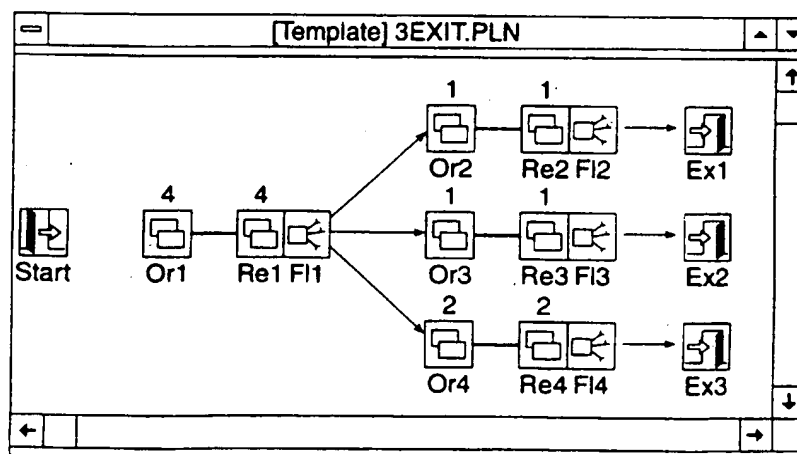 [Template] 3EXIT.PLN
1 1
Or2 Re2 Fl2 Ex1
4 4 1 1
Start Or1 Re1 Fl1 Or3 Re3 Fl3 Ex2
2 2
Or4 Re4 Fl4 Ex3